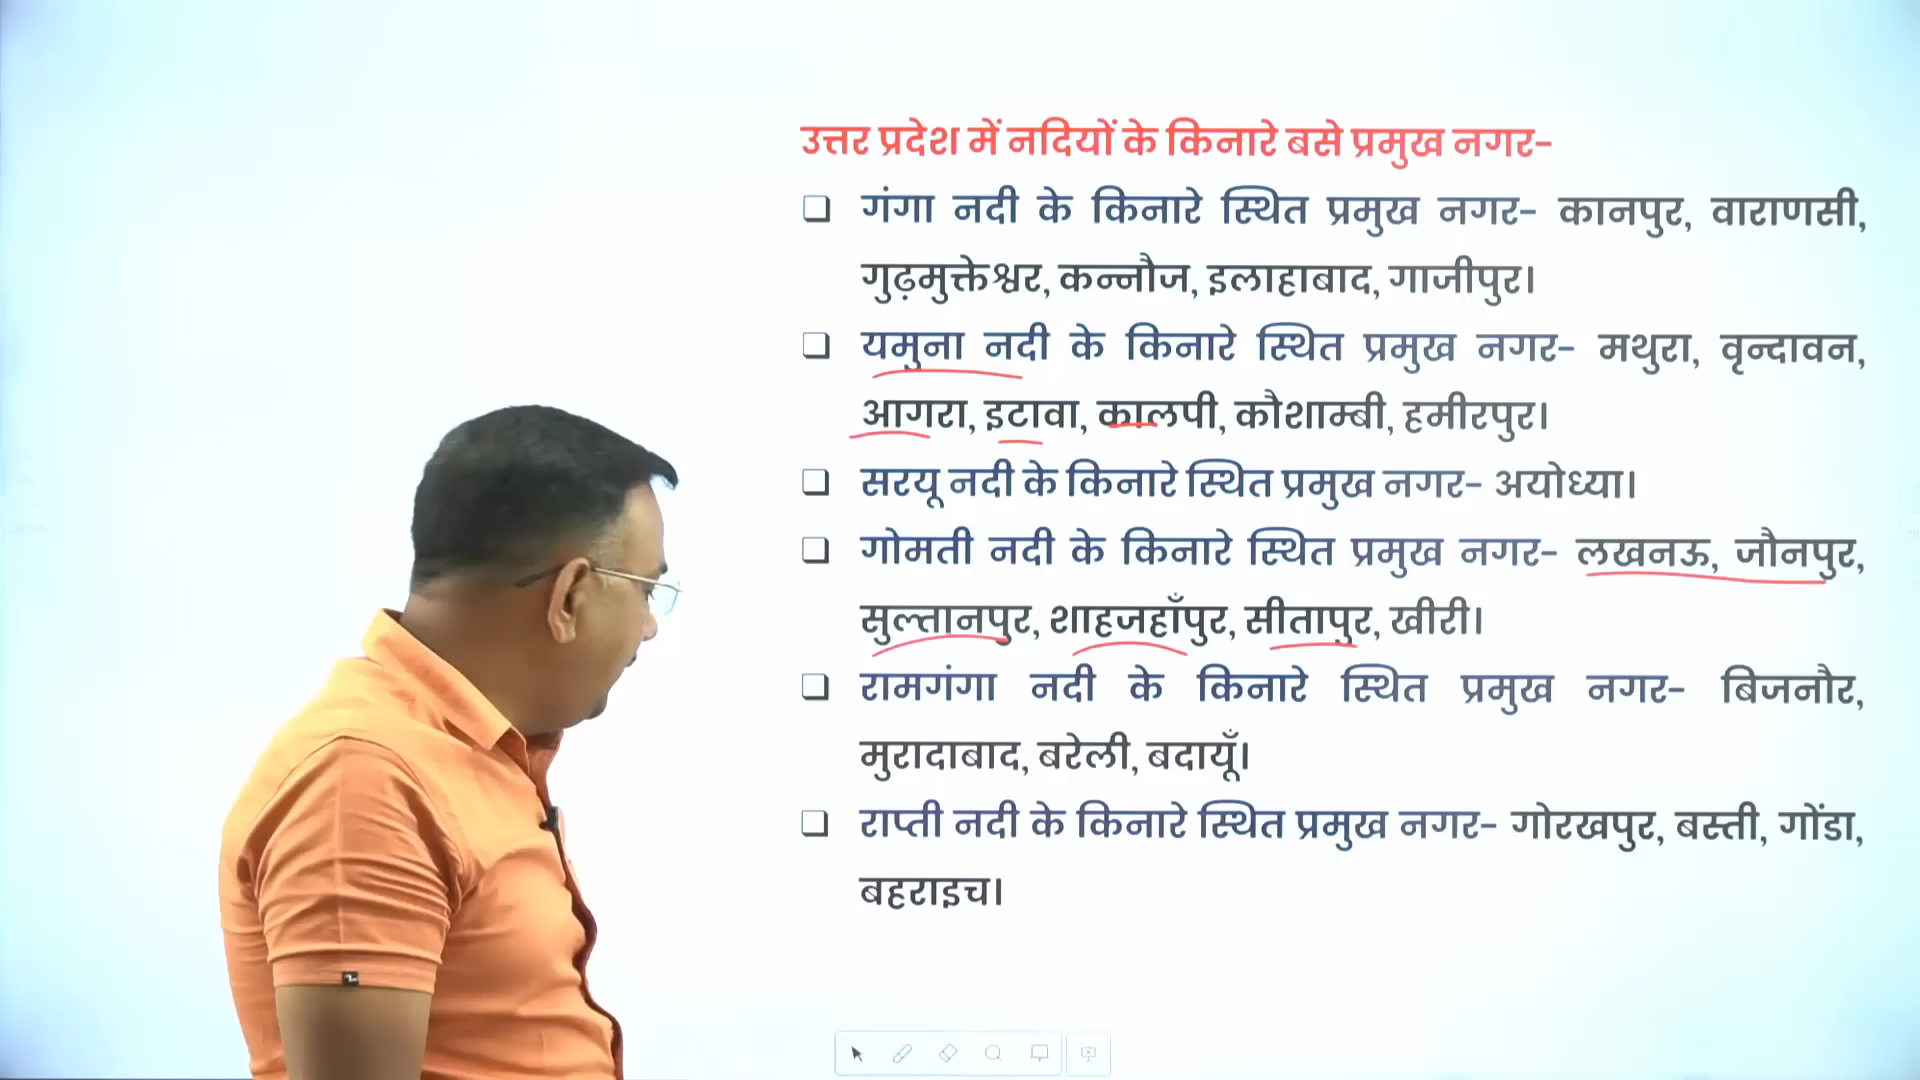 उत्तर प्रदेश में नदियों के किनारे बसे प्रमुख नगर-
❑ गंगा नदी के किनारे स्थित प्रमुख नगर- कानपुर, वाराणसी,
गुढ़मुक्तेश्वर, कन्नौज, इलाहाबाद, गाजीपुर।
❑ यमुना नदी के किनारे स्थित प्रमुख नगर- मथुरा, वृन्दावन,
आगरा, इटावा, कालपी, कौशाम्बी, हमीरपुर।
❑ सरयू नदी के किनारे स्थित प्रमुख नगर- अयोध्या।
❑ गोमती नदी के किनारे स्थित प्रमुख नगर- लखनऊ, जौनपुर,
सुल्तानपुर, शाहजहाँपुर, सीतापुर, खीरी।
❑ रामगंगा नदी के किनारे स्थित प्रमुख नगर- बिजनौर,
मुरादाबाद, बरेली, बदायूँ।
❑ राप्ती नदी के किनारे स्थित प्रमुख नगर- गोरखपुर, बस्ती, गोंडा,
बहराइच।